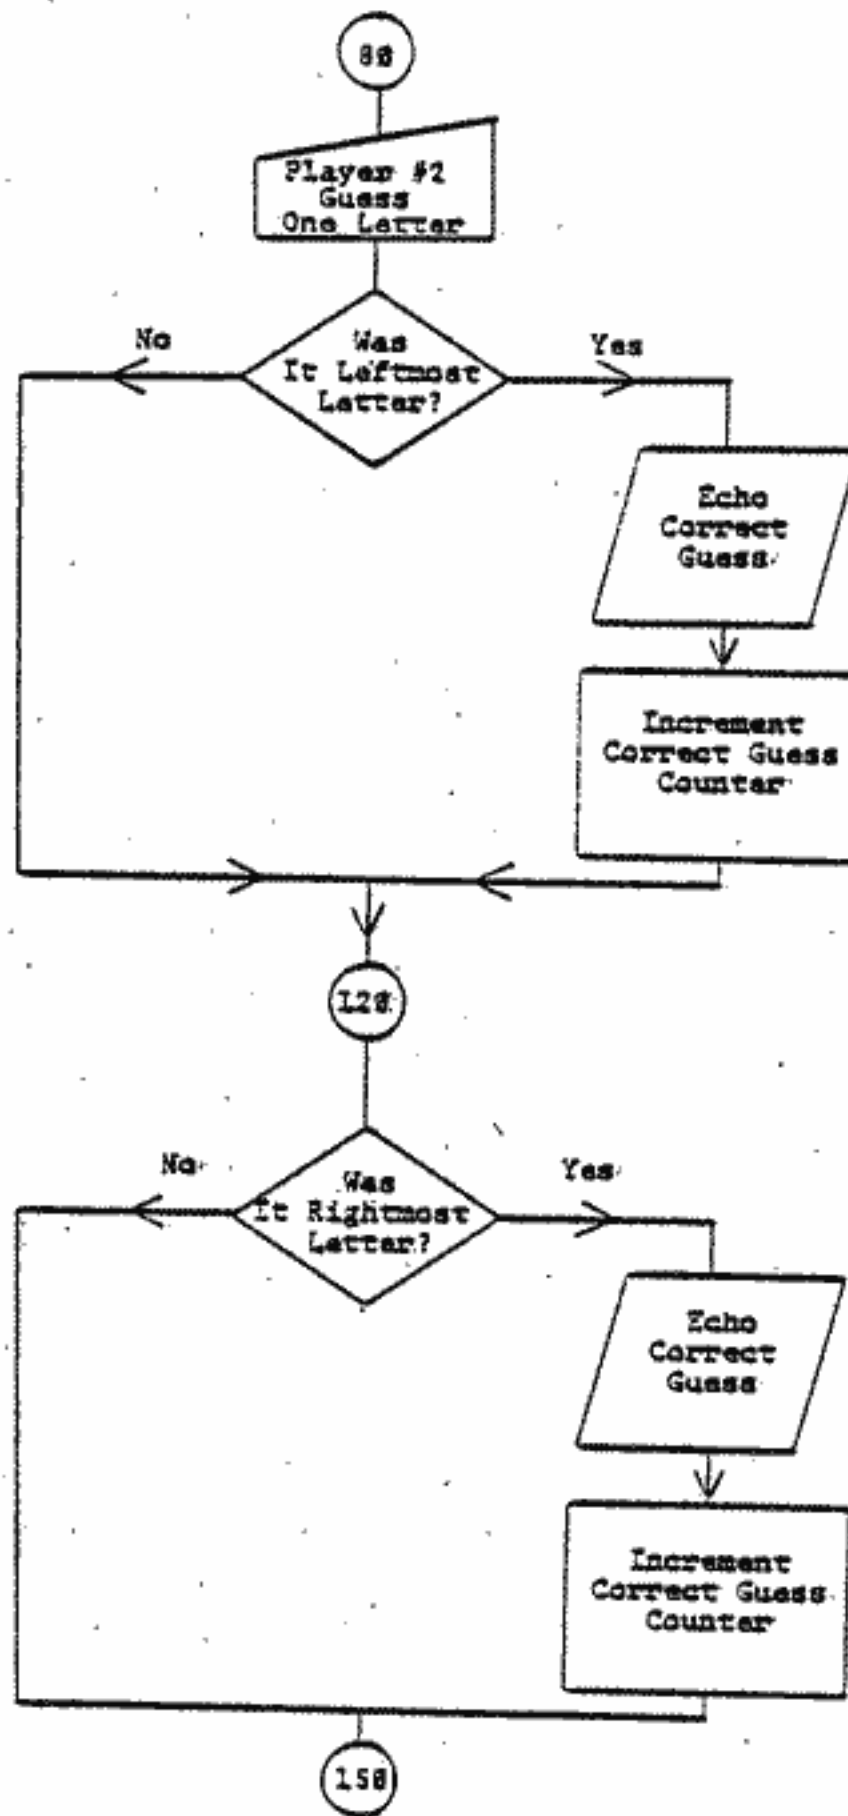 80
Player #2
Guess
One Letter
No
Was
It Leftmost
Letter?
Yes
Echo
Correct
Guess
Increment
Correct Guess
Counter
120
No
Was
It Rightmost
Letter?
Yes
Echo
Correct
Guess
Increment
Correct Guess
Counter
150